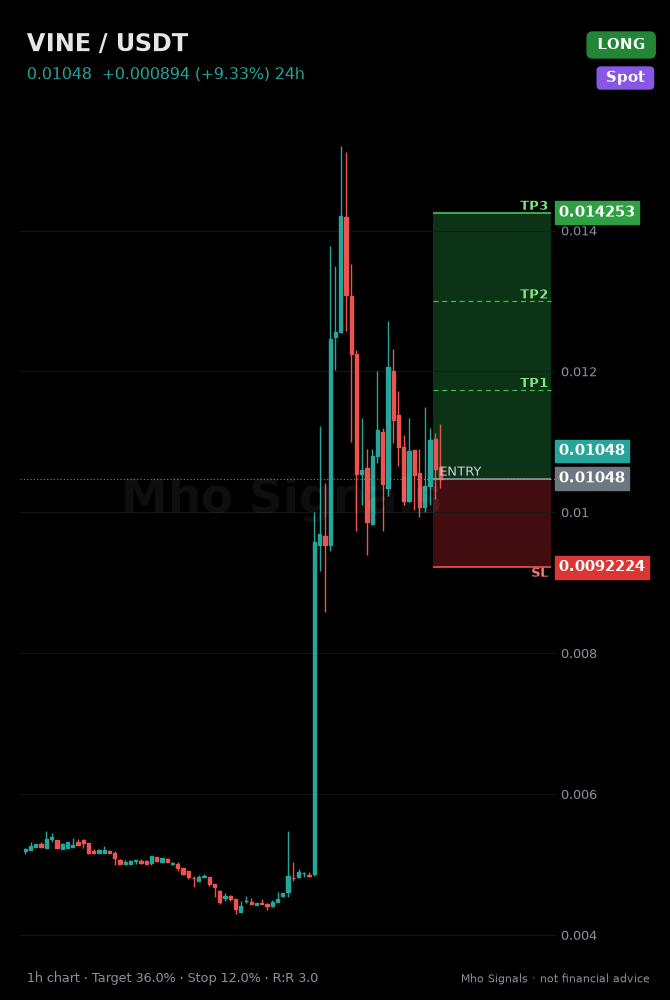 VINE / USDT
LONG
0.01048  +0.000894 (+9.33%) 24h
Spot
TP3
0.014253
0.014
TP2
0.012
TP1
0.01048
ENTRY
0.01048
Mho Signals
0.01
0.0092224
SL
0.008
0.006
0.004
1h chart · Target 36.0% · Stop 12.0% · R:R 3.0
Mho Signals · not financial advice